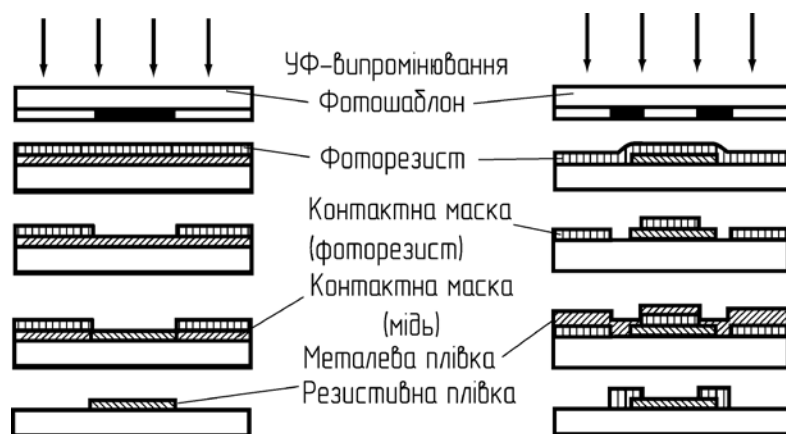 УФ-випромінювання
Фотошаблон
Фоторезист
Контактна маска
(фоторезист)
Контактна маска
(мідь)
Металева плівка
Резистивна плівка